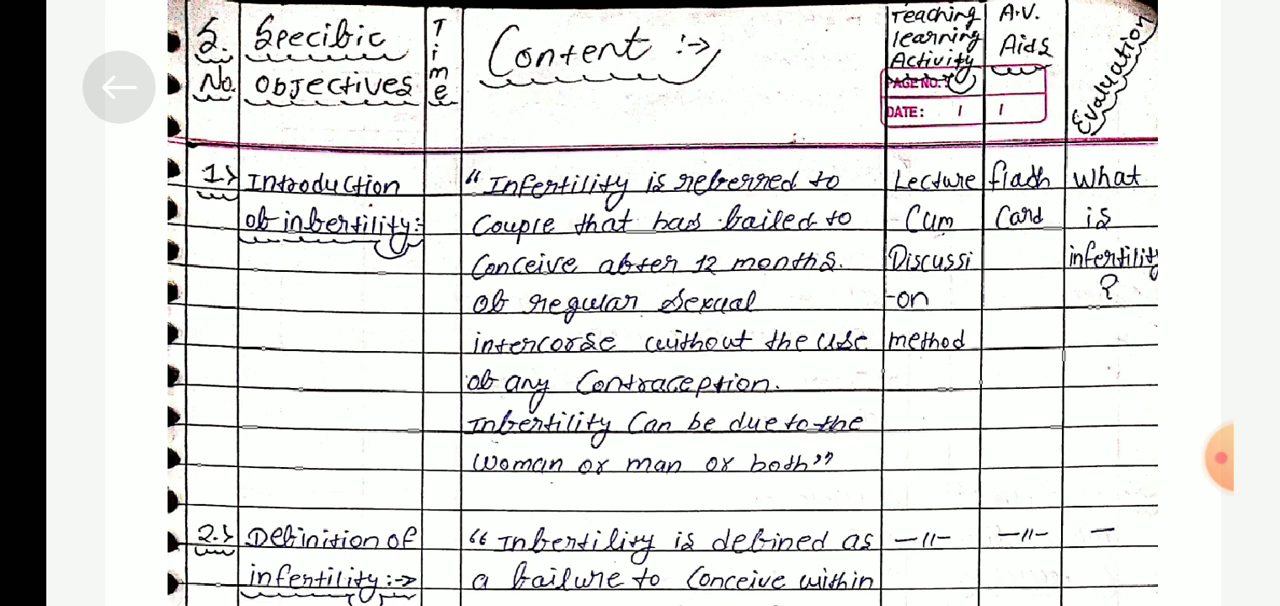 S. No.
Specific Objectives
Time
Content :->
Teaching learning Activity
A.V. Aids
Evaluation
PAGE NO.:
DATE: / /
1>
Introduction
of infertility:-
"Infertility is referred to
Couple that has failed to
Conceive after 12 months.
of regular sexual
intercorse without the use
of any Contraception.
Infertility Can be due to the
Woman or man or both"
Lecture
Cum
Discussi
-on
method
flash
Card
What
is
infertility
?
2.>
Definition of
infertility:->
"Infertility is defined as
a failure to Conceive within
-11-
-11-
-